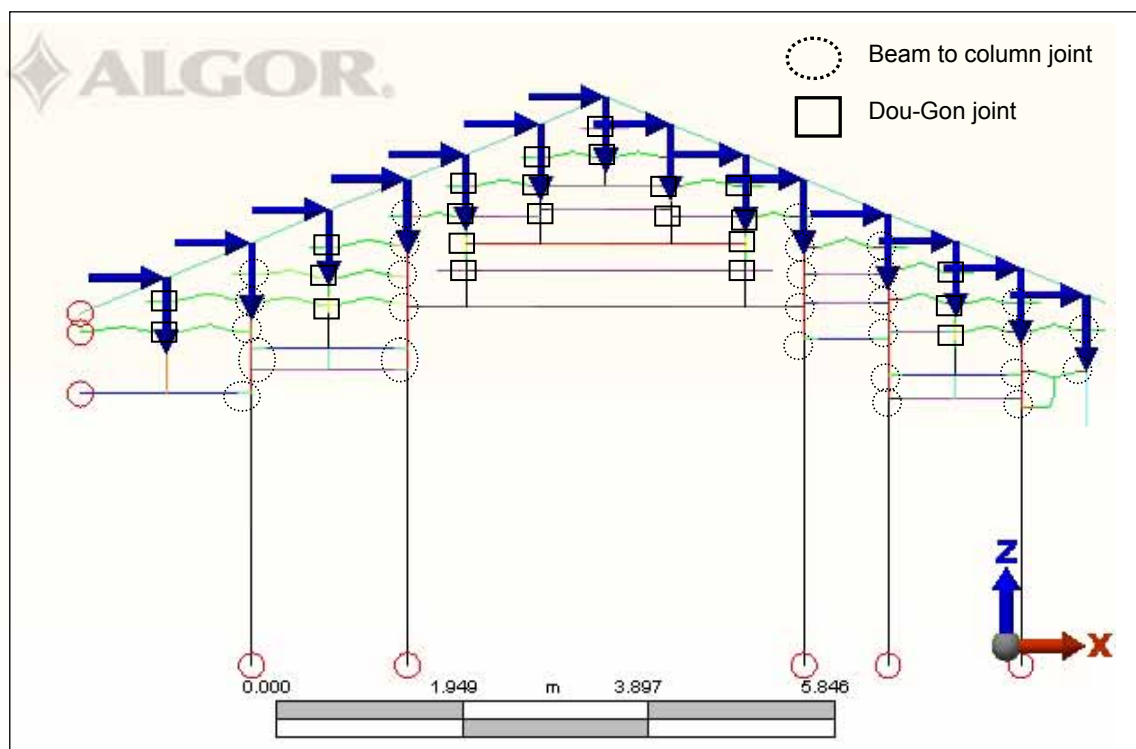 ALGOR.
Beam to column joint
Dou-Gon joint
Z
X
0.000 1.949 m 3.897 5.846